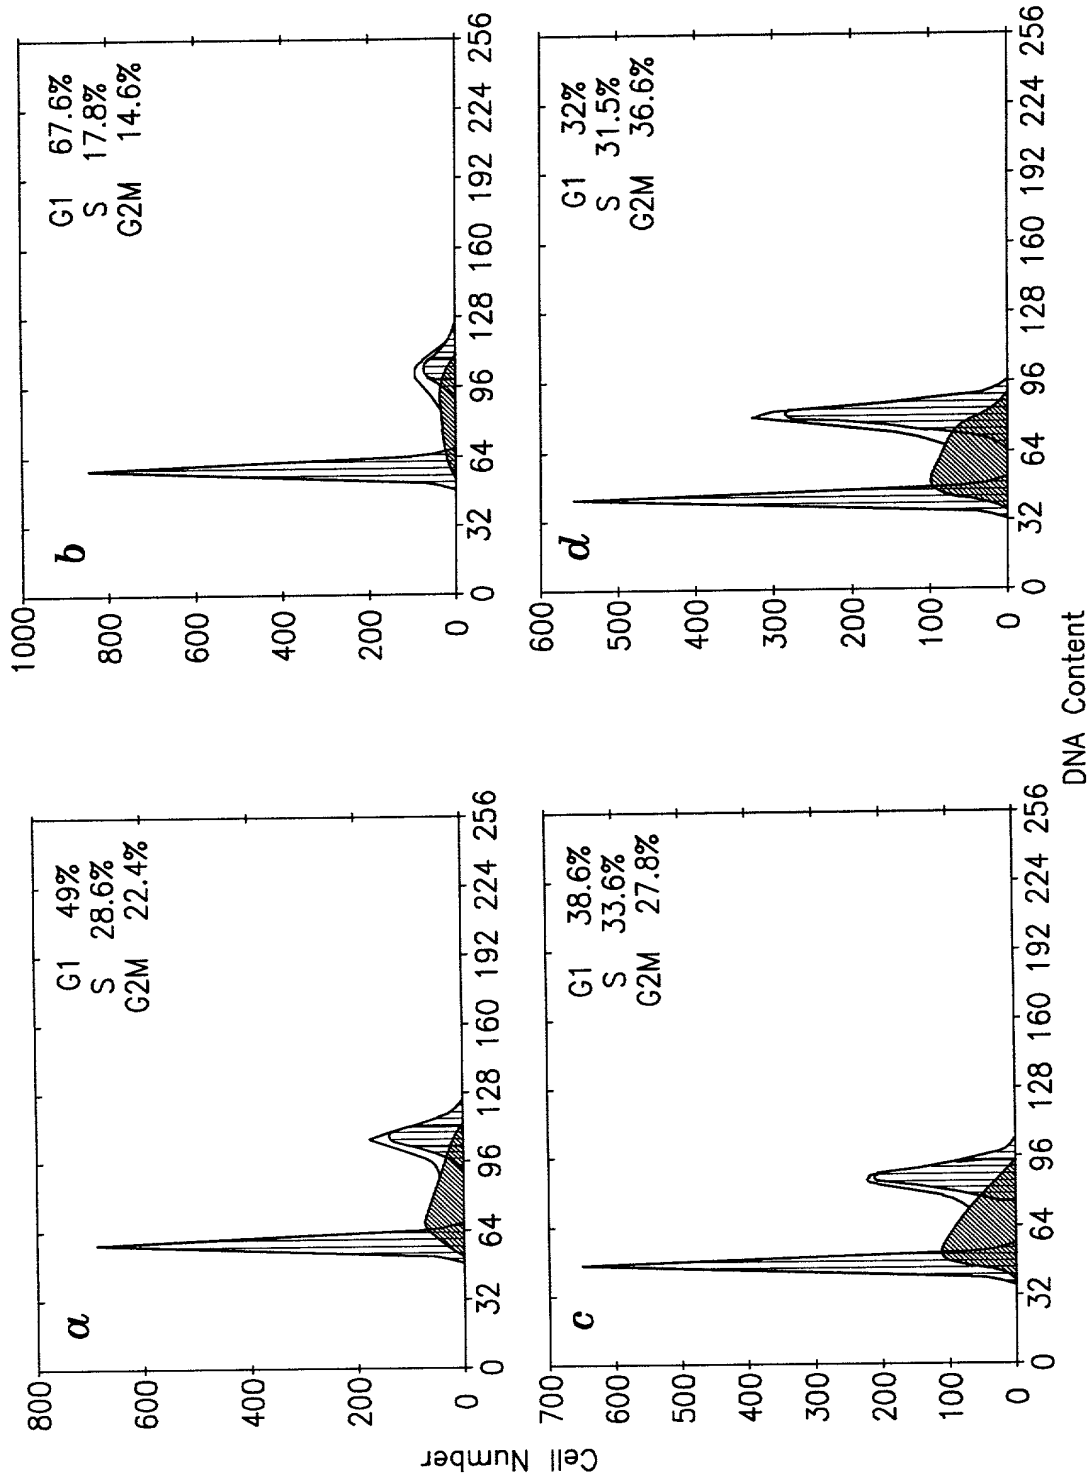 a
G1 49%
S 28.6%
G2M 22.4%
800
600
400
200
0
0 32 64 96 128 160 192 224 256
b
G1 67.6%
S 17.8%
G2M 14.6%
1000
800
600
400
200
0
0 32 64 96 128 160 192 224 256
c
G1 38.6%
S 33.6%
G2M 27.8%
700
600
500
400
300
200
100
0
0 32 64 96 128 160 192 224 256
d
G1 32%
S 31.5%
G2M 36.6%
600
500
400
300
200
100
0
0 32 64 96 128 160 192 224 256
Cell Number
DNA Content